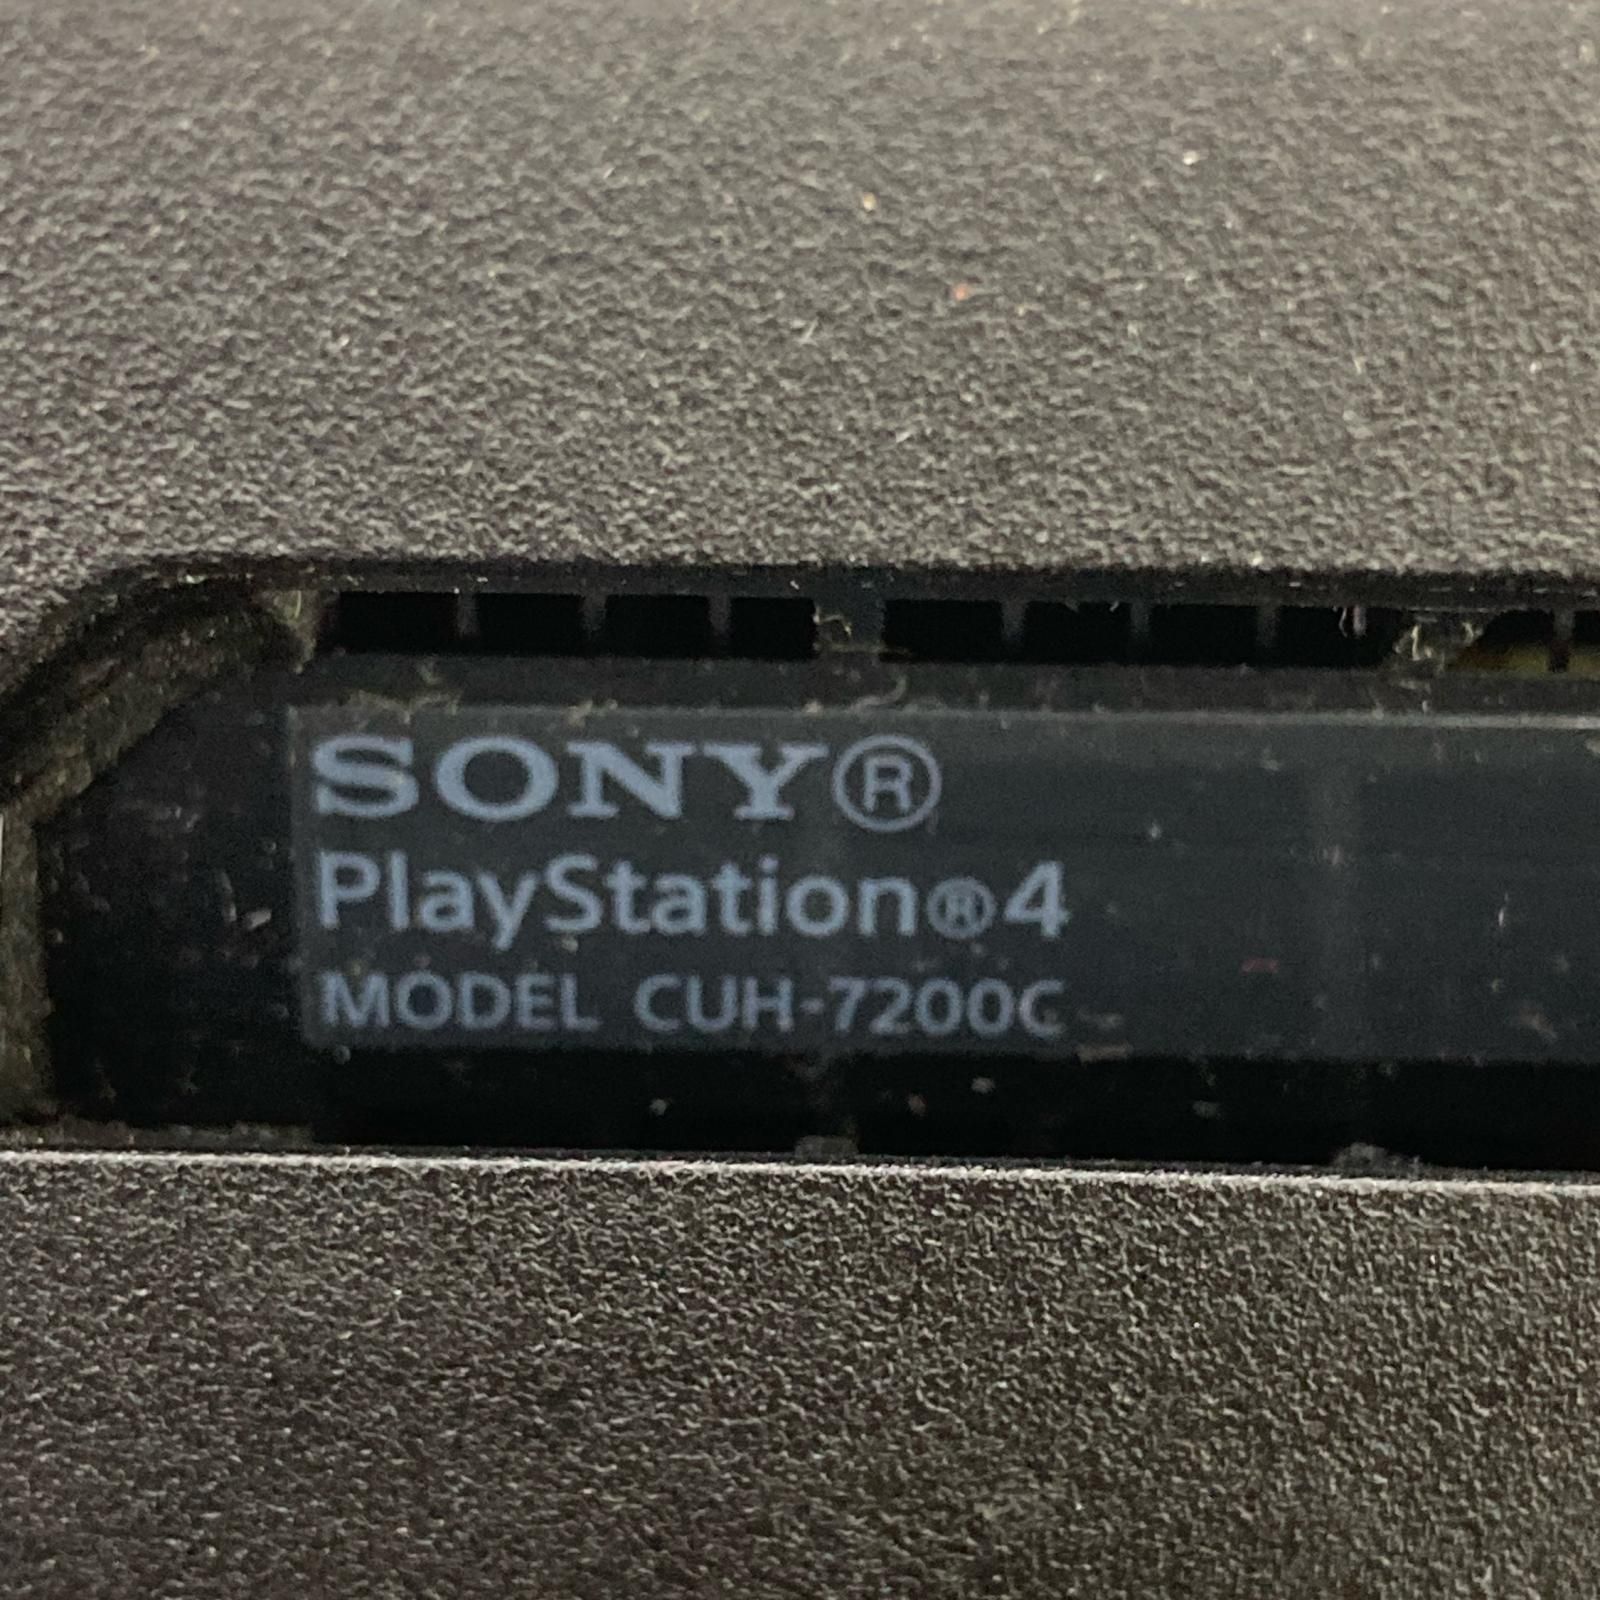 SONY®
PlayStation®4
MODEL CUH-7200C